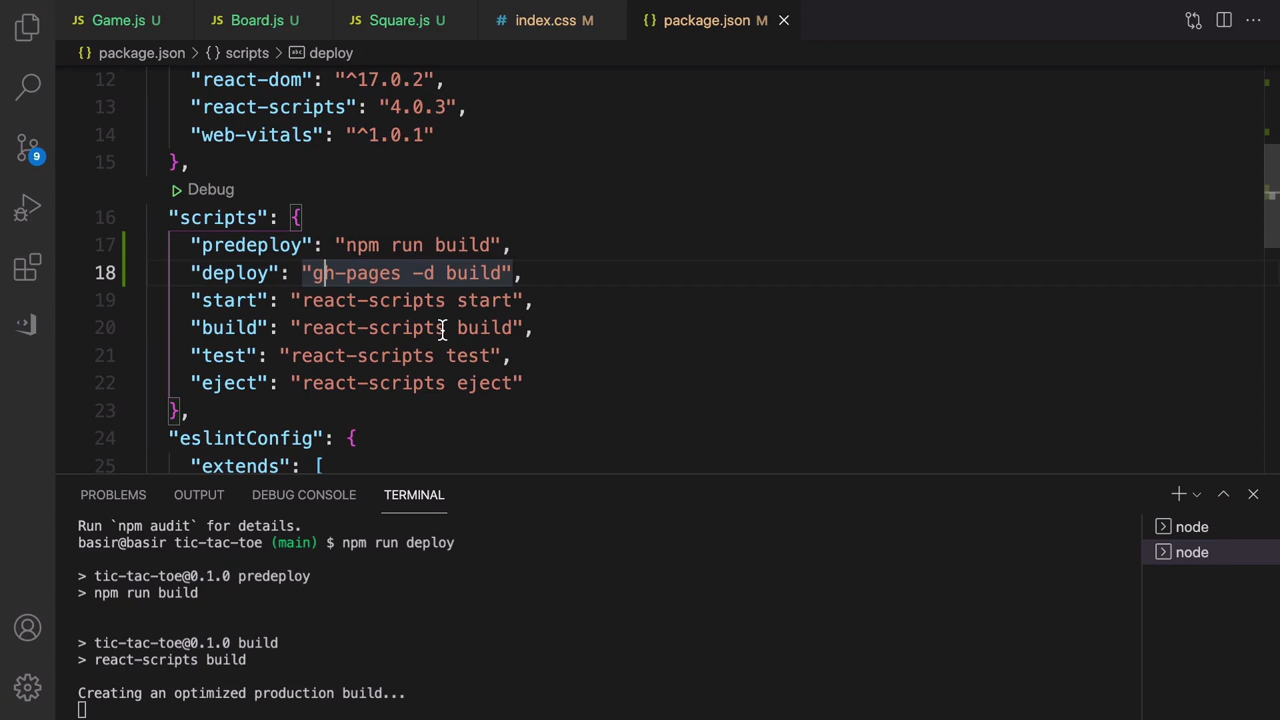 JS Game.js U JS Board.js U JS Square.js U # index.css M {} package.json M
{} package.json > {} scripts > abc deploy
12 "react-dom": "^17.0.2",
13 "react-scripts": "4.0.3",
14 "web-vitals": "^1.0.1"
15 },
Debug
16 "scripts": {
17 "predeploy": "npm run build",
18 "deploy": "gh-pages -d build",
19 "start": "react-scripts start",
20 "build": "react-scripts build",
21 "test": "react-scripts test",
22 "eject": "react-scripts eject"
23 },
24 "eslintConfig": {
25 "extends": [
9
PROBLEMS OUTPUT DEBUG CONSOLE TERMINAL
Run `npm audit` for details.
basir@basir tic-tac-toe (main) $ npm run deploy
> tic-tac-toe@0.1.0 predeploy
> npm run build
> tic-tac-toe@0.1.0 build
> react-scripts build
Creating an optimized production build...
node
node